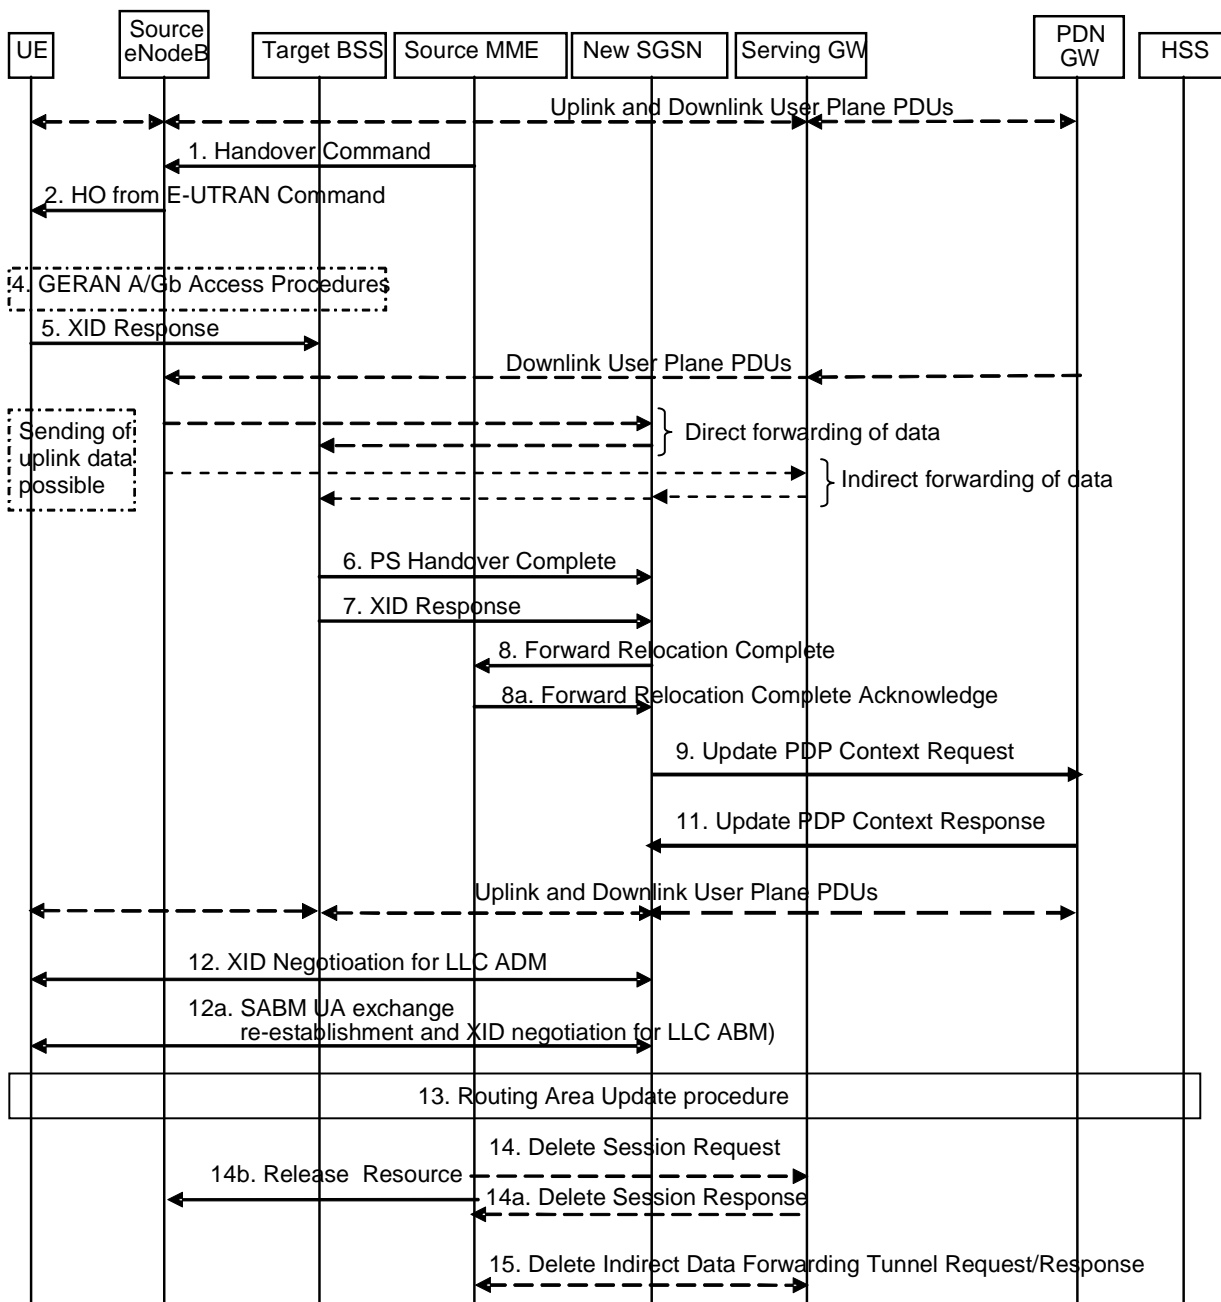 UE
Source
eNodeB
Target BSS
Source MME
New SGSN
Serving GW
PDN
GW
HSS
Uplink and Downlink User Plane PDUs
1. Handover Command
2. HO from E-UTRAN Command
4. GERAN A/Gb Access Procedures
5. XID Response
Downlink User Plane PDUs
Sending of
uplink data
possible
Direct forwarding of data
Indirect forwarding of data
6. PS Handover Complete
7. XID Response
8. Forward Relocation Complete
8a. Forward Relocation Complete Acknowledge
9. Update PDP Context Request
11. Update PDP Context Response
Uplink and Downlink User Plane PDUs
12. XID Negotioation for LLC ADM
12a. SABM UA exchange
re-establishment and XID negotiation for LLC ABM)
13. Routing Area Update procedure
14. Delete Session Request
14b. Release Resource
14a. Delete Session Response
15. Delete Indirect Data Forwarding Tunnel Request/Response